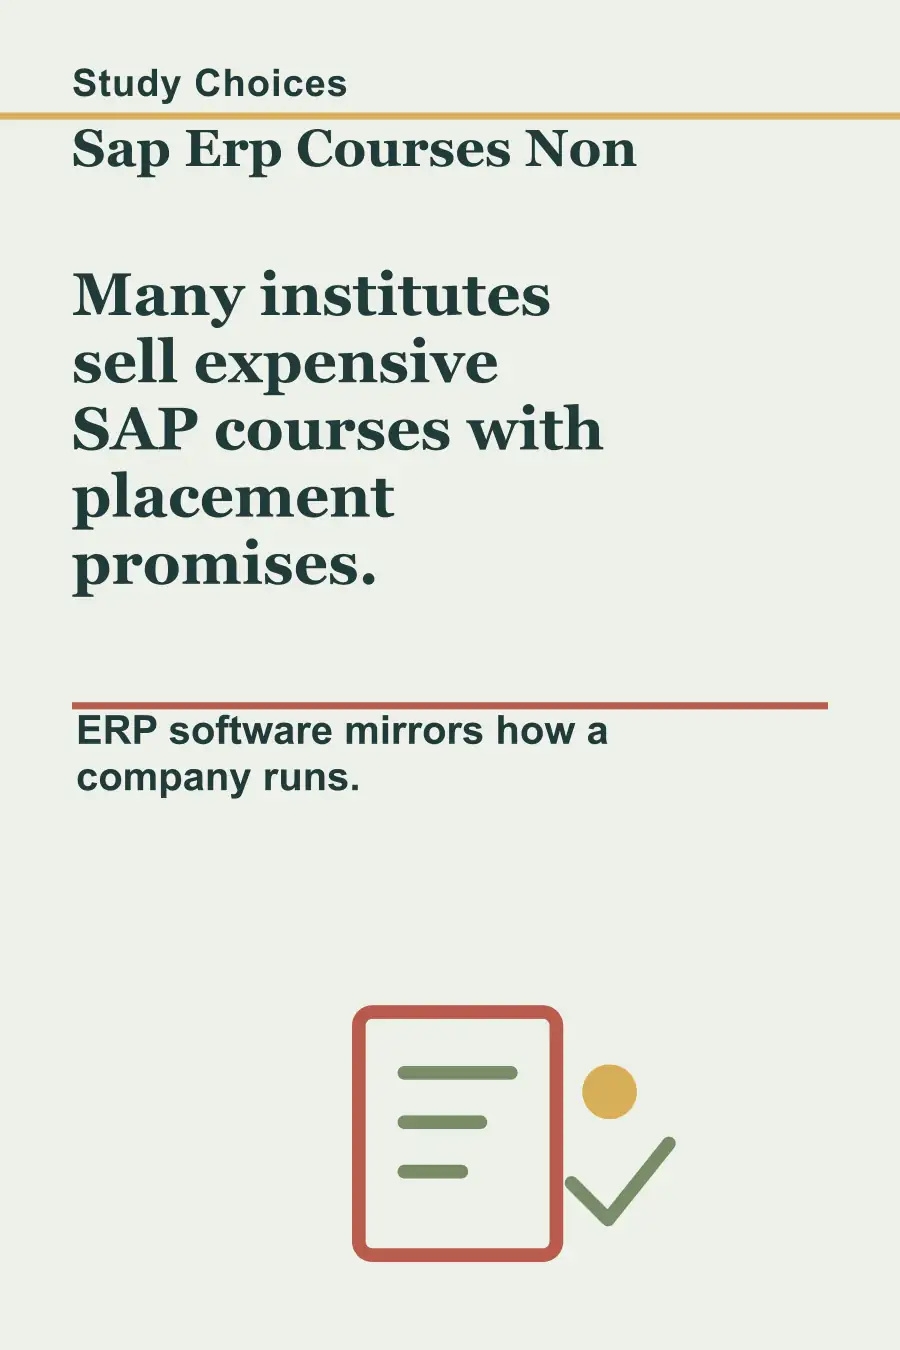 Study Choices
Sap Erp Courses Non
Many institutes
sell expensive
SAP courses with
placement
promises.
ERP software mirrors how a
company runs.